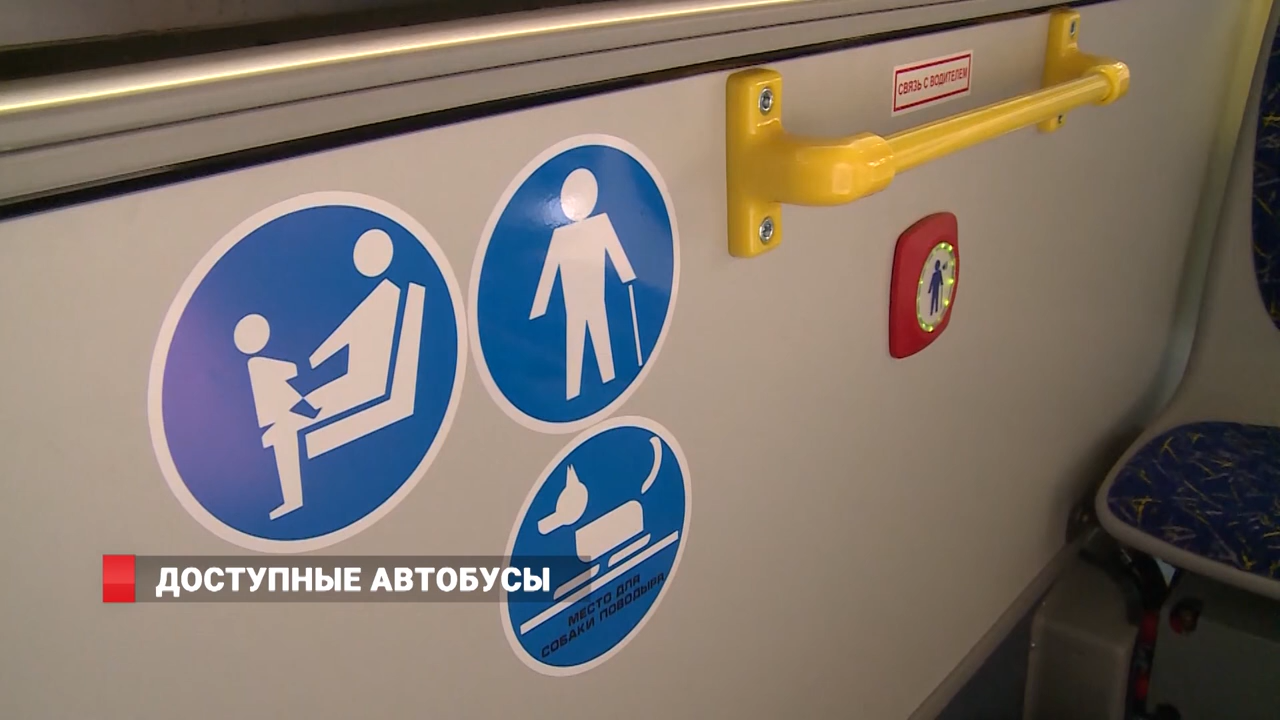 СВЯЗЬ С ВОДИТЕЛЕМ
ДОСТУПНЫЕ АВТОБУСЫ
МЕСТО ДЛЯ
СОБАКИ ПОВОДЫРЯ